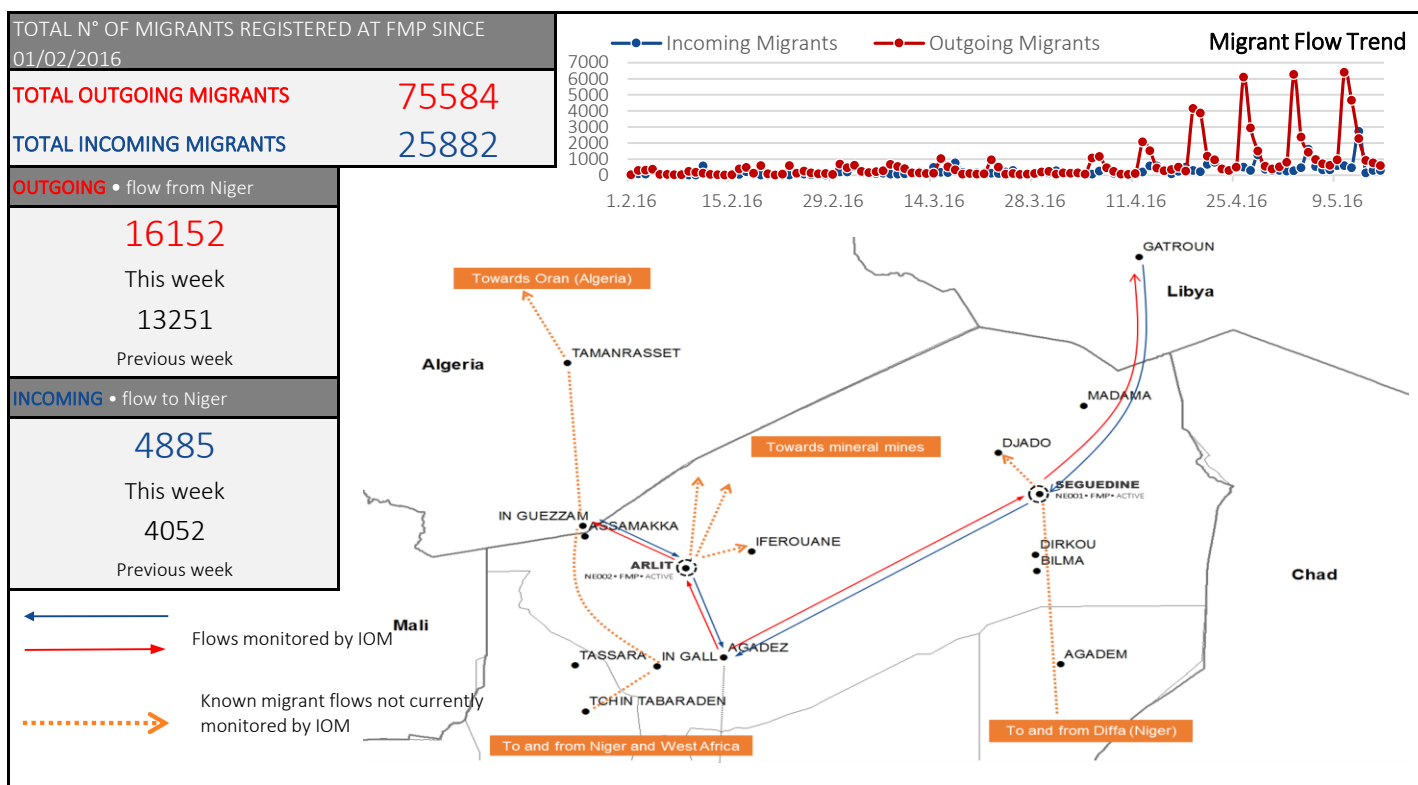 TOTAL N° OF MIGRANTS REGISTERED AT FMP SINCE
01/02/2016
TOTAL OUTGOING MIGRANTS 75584
TOTAL INCOMING MIGRANTS 25882
OUTGOING • flow from Niger
16152
This week
13251
Previous week
INCOMING • flow to Niger
4885
This week
4052
Previous week
Flows monitored by IOM
Known migrant flows not currently
monitored by IOM
Incoming Migrants Outgoing Migrants Migrant Flow Trend
7000
6000
5000
4000
3000
2000
1000
0
1.2.16 15.2.16 29.2.16 14.3.16 28.3.16 11.4.16 25.4.16 9.5.16
GATROUN
Towards Oran (Algeria)
Libya
TAMANRASSET
Algeria
MADAMA
DJADO
Towards mineral mines
SEGUEDINE
NE001 • FMP • ACTIVE
IN GUEZZAM
ASSAMAKKA
IFEROUANE
DIRKOU
BILMA
ARLIT
NE002 • FMP • ACTIVE
Chad
Mali
AGADEZ
TASSARA
IN GALL
AGADEM
TCHIN TABARADEN
To and from Diffa (Niger)
To and from Niger and West Africa